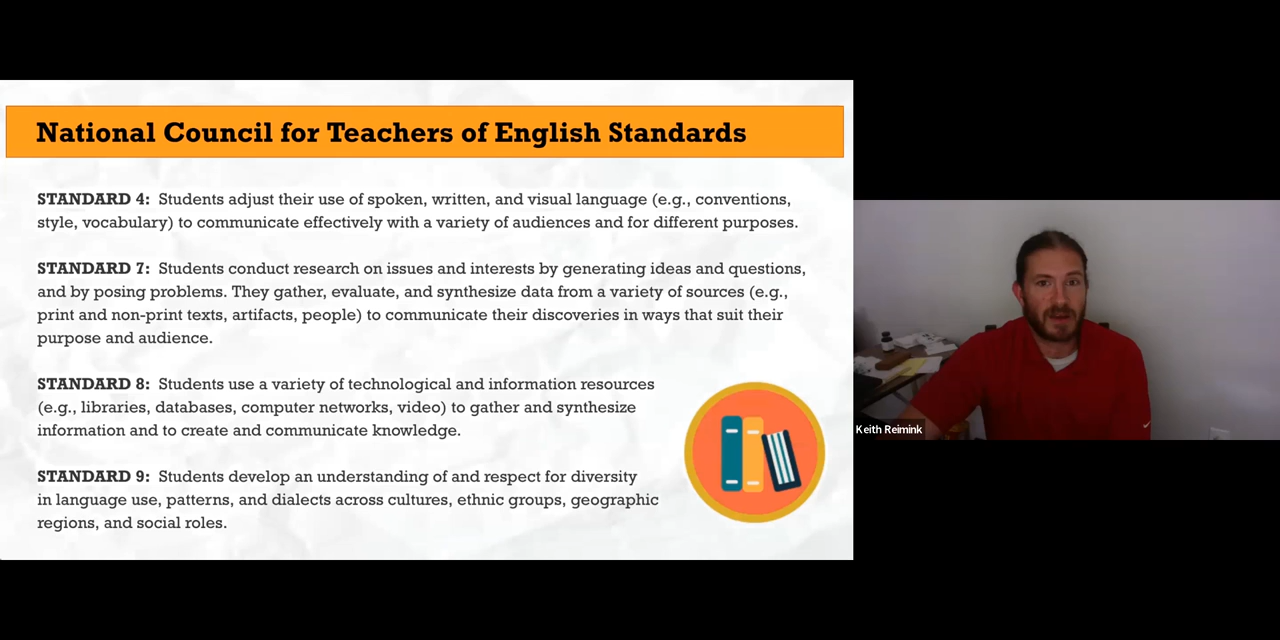 National Council for Teachers of English Standards
STANDARD 4: Students adjust their use of spoken, written, and visual language (e.g., conventions,
style, vocabulary) to communicate effectively with a variety of audiences and for different purposes.
STANDARD 7: Students conduct research on issues and interests by generating ideas and questions,
and by posing problems. They gather, evaluate, and synthesize data from a variety of sources (e.g.,
print and non-print texts, artifacts, people) to communicate their discoveries in ways that suit their
purpose and audience.
STANDARD 8: Students use a variety of technological and information resources
(e.g., libraries, databases, computer networks, video) to gather and synthesize
information and to create and communicate knowledge.
STANDARD 9: Students develop an understanding of and respect for diversity
in language use, patterns, and dialects across cultures, ethnic groups, geographic
regions, and social roles.
Keith Reimink